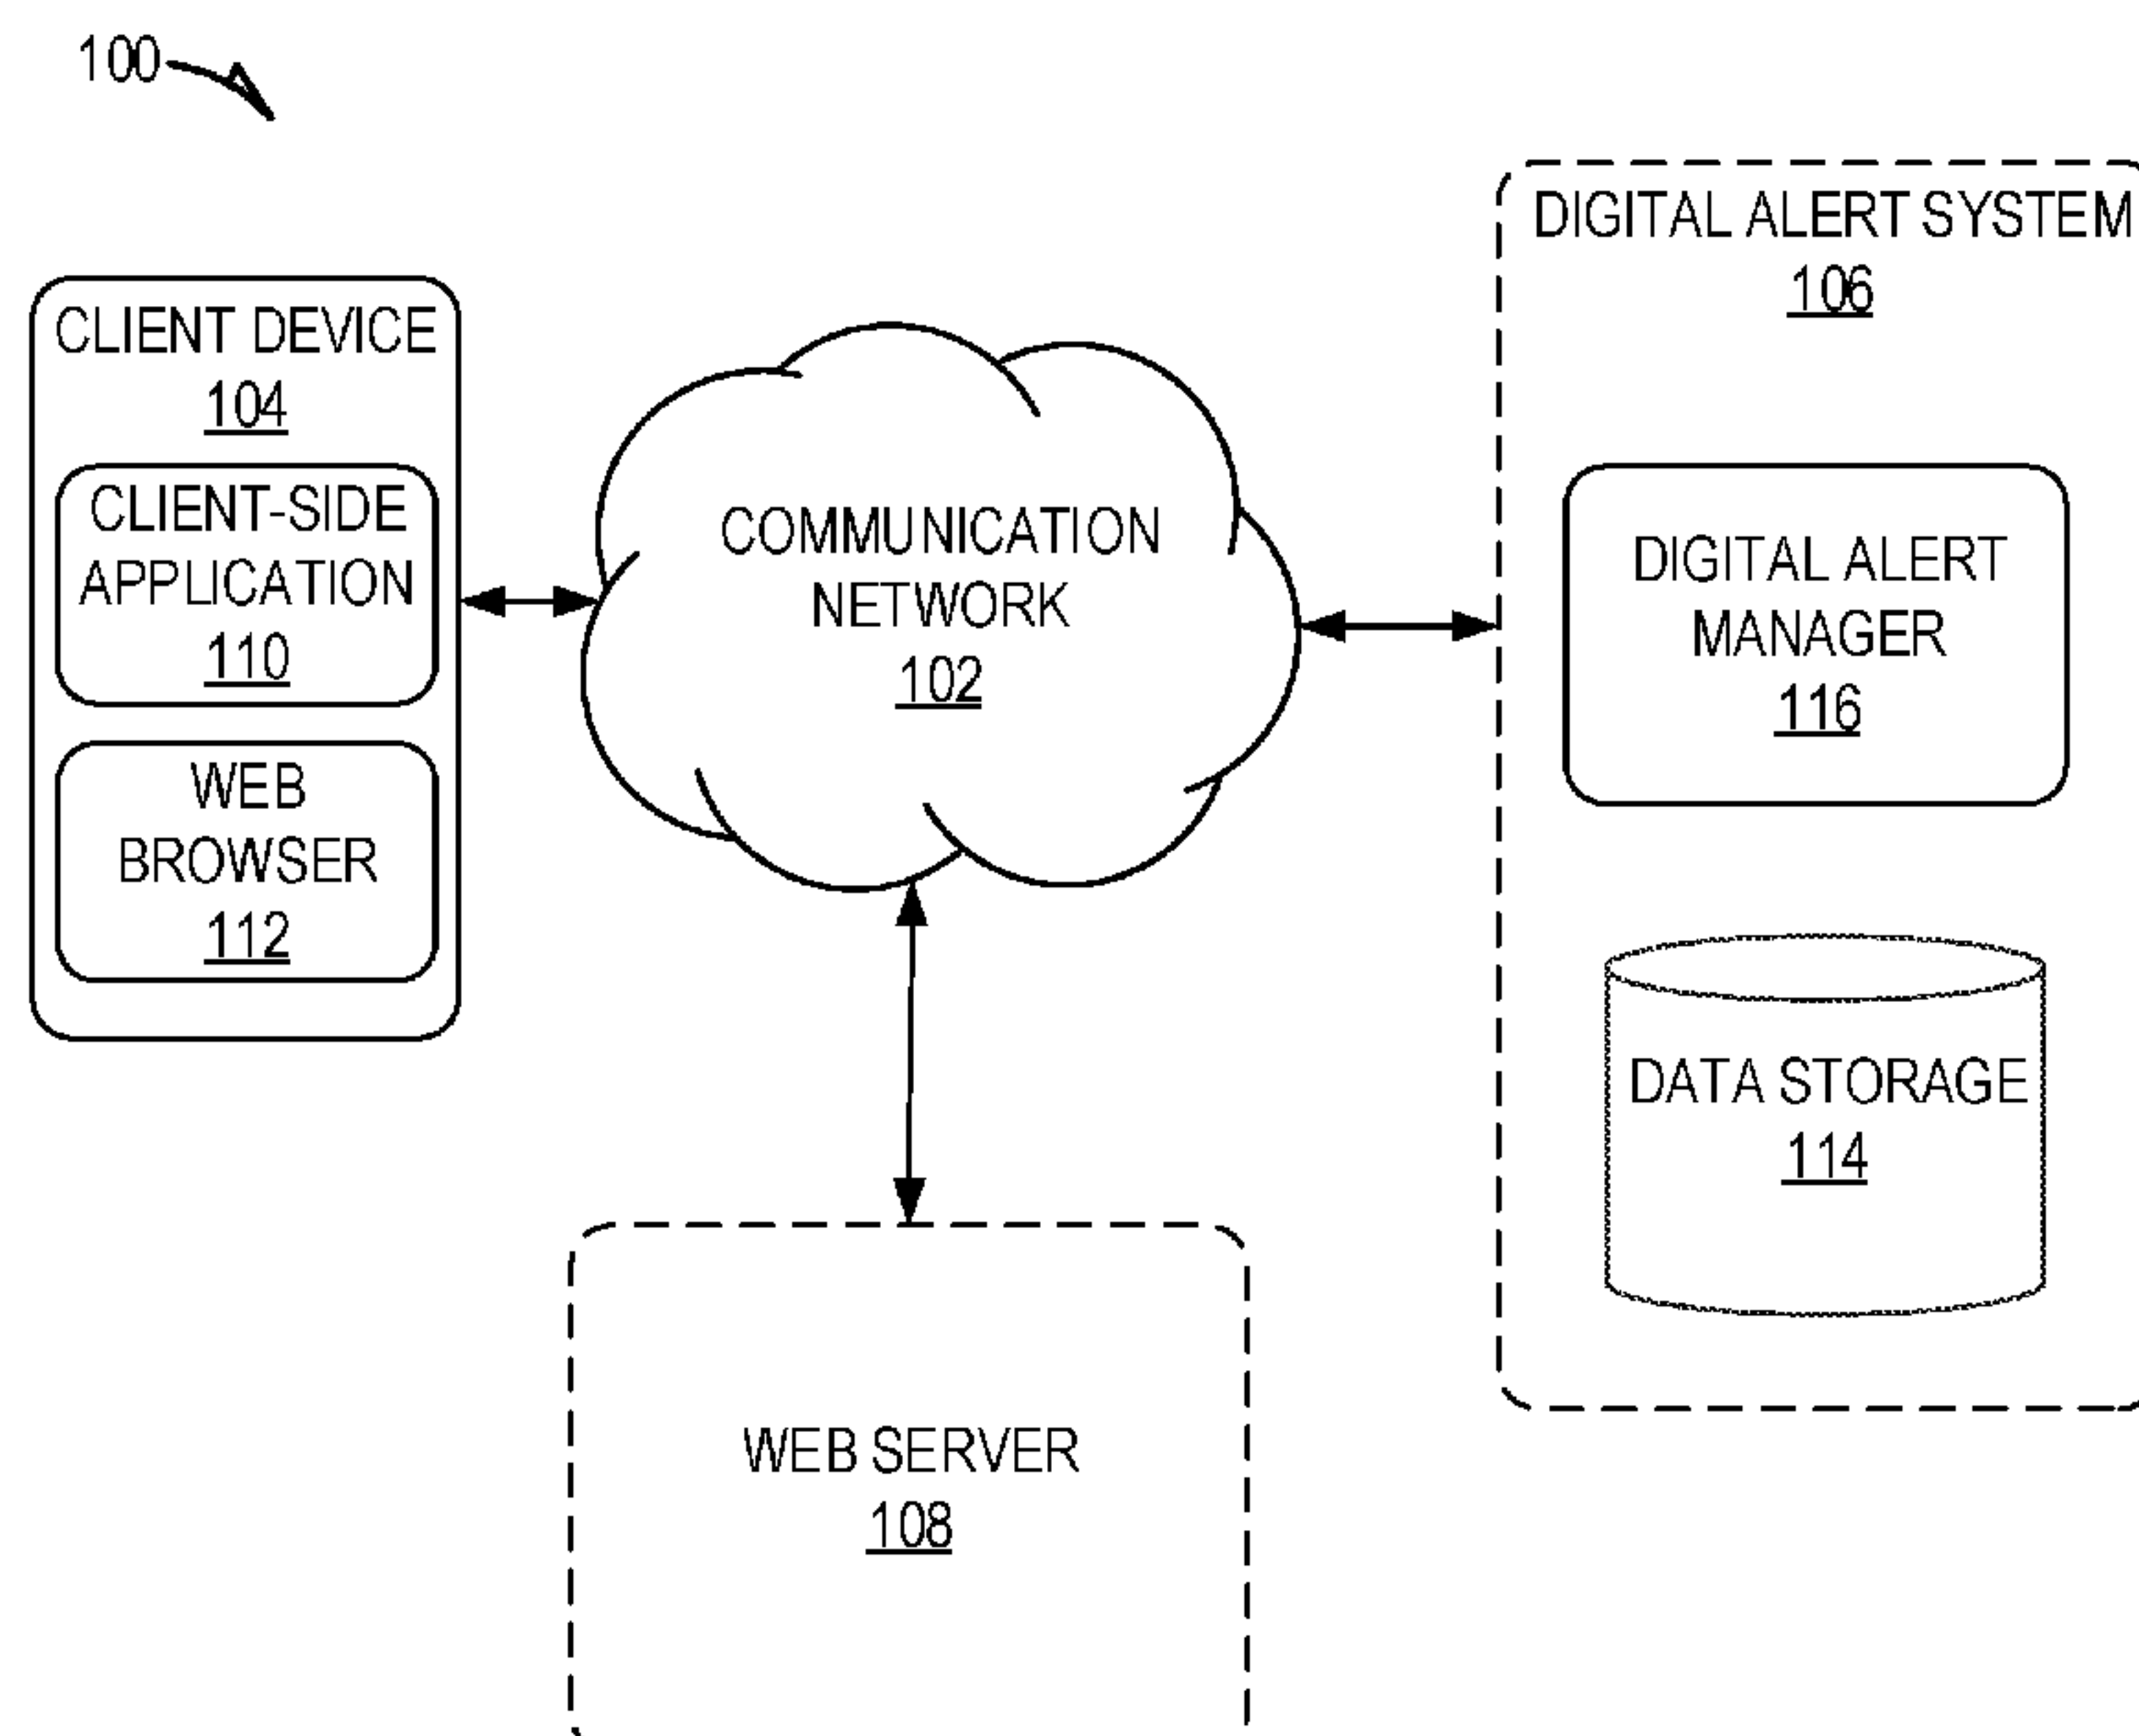 100
CLIENT DEVICE
104
CLIENT-SIDE
APPLICATION
110
WEB
BROWSER
112
COMMUNICATION
NETWORK
102
DIGITAL ALERT SYSTEM
106
DIGITAL ALERT
MANAGER
116
DATA STORAGE
114
WEB SERVER
108